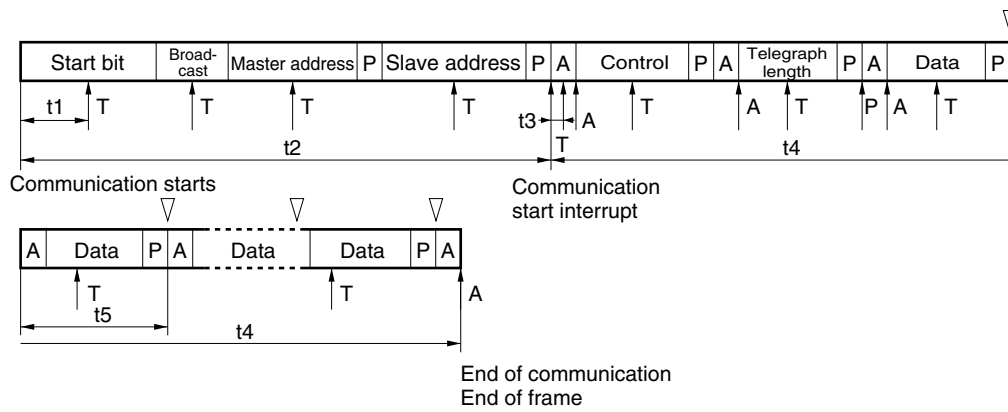 Start bit Broad-cast Master address P Slave address P A Control P A Telegraph length P A Data P
t1 T T T T t3 T A T A T P A T
t2 t4
Communication starts
Communication
start interrupt
A Data P A Data Data P A
T T A
t5
t4
End of communication
End of frame